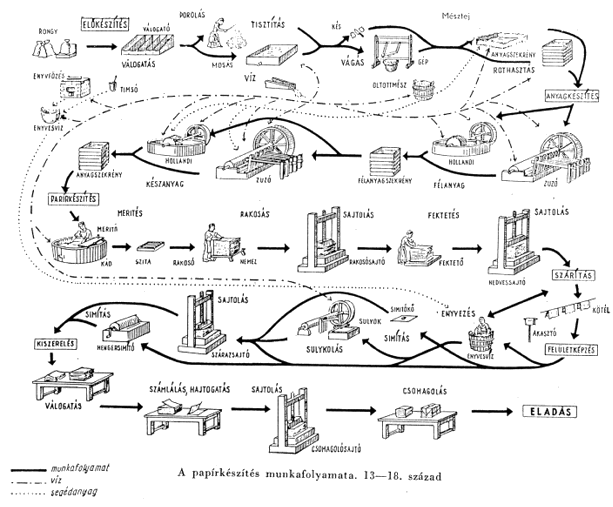 RONGY
ELŐKÉSZÍTÉS
VÁLOGATÓ
VÁLOGATÁS
POROLÁS
MOSÁS
TISZTÍTÁS
VÍZ
KÉS
VÁGÁS
GÉP
OLTOTTMÉSZ
Mésztej
ANYAGSZEKRÉNY
ROTHASZTÁS
ANYAGKÉSZÍTÉS
ENYVFŐZÉS
TIMSÓ
ENYVESVÍZ
ANYAGSZEKRÉNY
HOLLANDI
KÉSZANYAG
ZUZÓ
FÉLANYAGSZEKRÉNY
HOLLANDI
FÉLANYAG
ZUZÓ
PAPÍRKÉSZÍTÉS
MERÍTŐ
KÁD
MERÍTÉS
SZITA
RAKOSÁS
RAKOSÓ
NEMEZ
SAJTOLÁS
RAKOSÓSAJTÓ
FEKTETÉS
FEKTETŐ
SAJTOLÁS
NEDVESSAJTÓ
SZÁRÍTÁS
KÖTÉL
AKASZTÓ
FELÜLETKÉPZÉS
ENYVEZÉS
ENYVESVÍZ
SIMÍTÓKŐ
SIMÍTÁS
SULYOK
SULYKOLÁS
SAJTOLÁS
SZÁRAZSAJTÓ
SIMÍTÁS
HENGERSIMÍTÓ
KISZERELÉS
VÁLOGATÁS
SZÁMLÁLÁS, HAJTOGATÁS
SAJTOLÁS
CSOMAGOLÓSAJTÓ
CSOMAGOLÁS
ELADÁS
munkafolyamat
víz
segédanyag
A papírkészítés munkafolyamata. 13—18. század